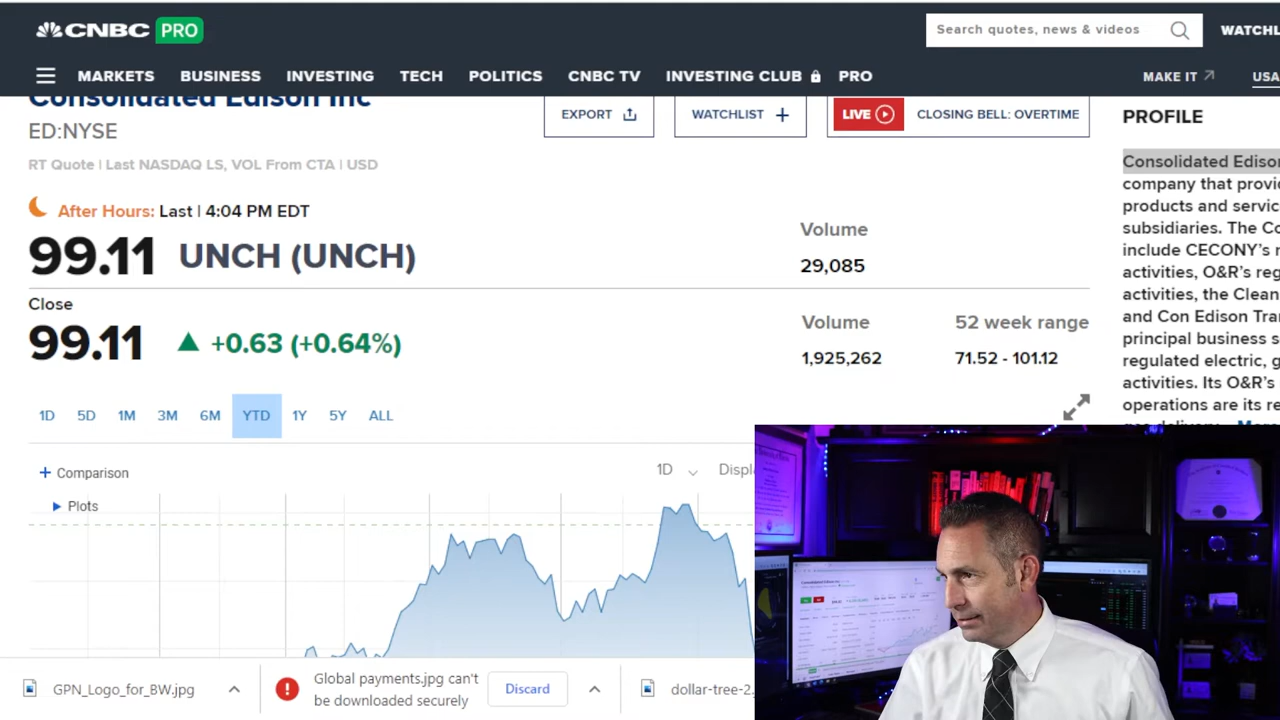 CNBC PRO
Search quotes, news & videos
WATCHL
MARKETS BUSINESS INVESTING TECH POLITICS CNBC TV INVESTING CLUB PRO
MAKE IT USA
Consolidated Edison Inc
ED:NYSE
RT Quote | Last NASDAQ LS, VOL From CTA | USD
EXPORT
WATCHLIST +
LIVE CLOSING BELL: OVERTIME
After Hours: Last | 4:04 PM EDT
99.11 UNCH (UNCH)
Volume
29,085
Close
99.11 +0.63 (+0.64%)
Volume
1,925,262
52 week range
71.52 - 101.12
1D 5D 1M 3M 6M YTD 1Y 5Y ALL
+ Comparison
1D
Displ
Plots
PROFILE
Consolidated Ediso
company that provi
products and servic
subsidiaries. The Co
include CECONY's r
activities, O&R's reg
activities, the Clean
and Con Edison Tra
principal business s
regulated electric, g
activities. Its O&R's
operations are its re
GPN_Logo_for_BW.jpg
Global payments.jpg can't
be downloaded securely
Discard
dollar-tree-2